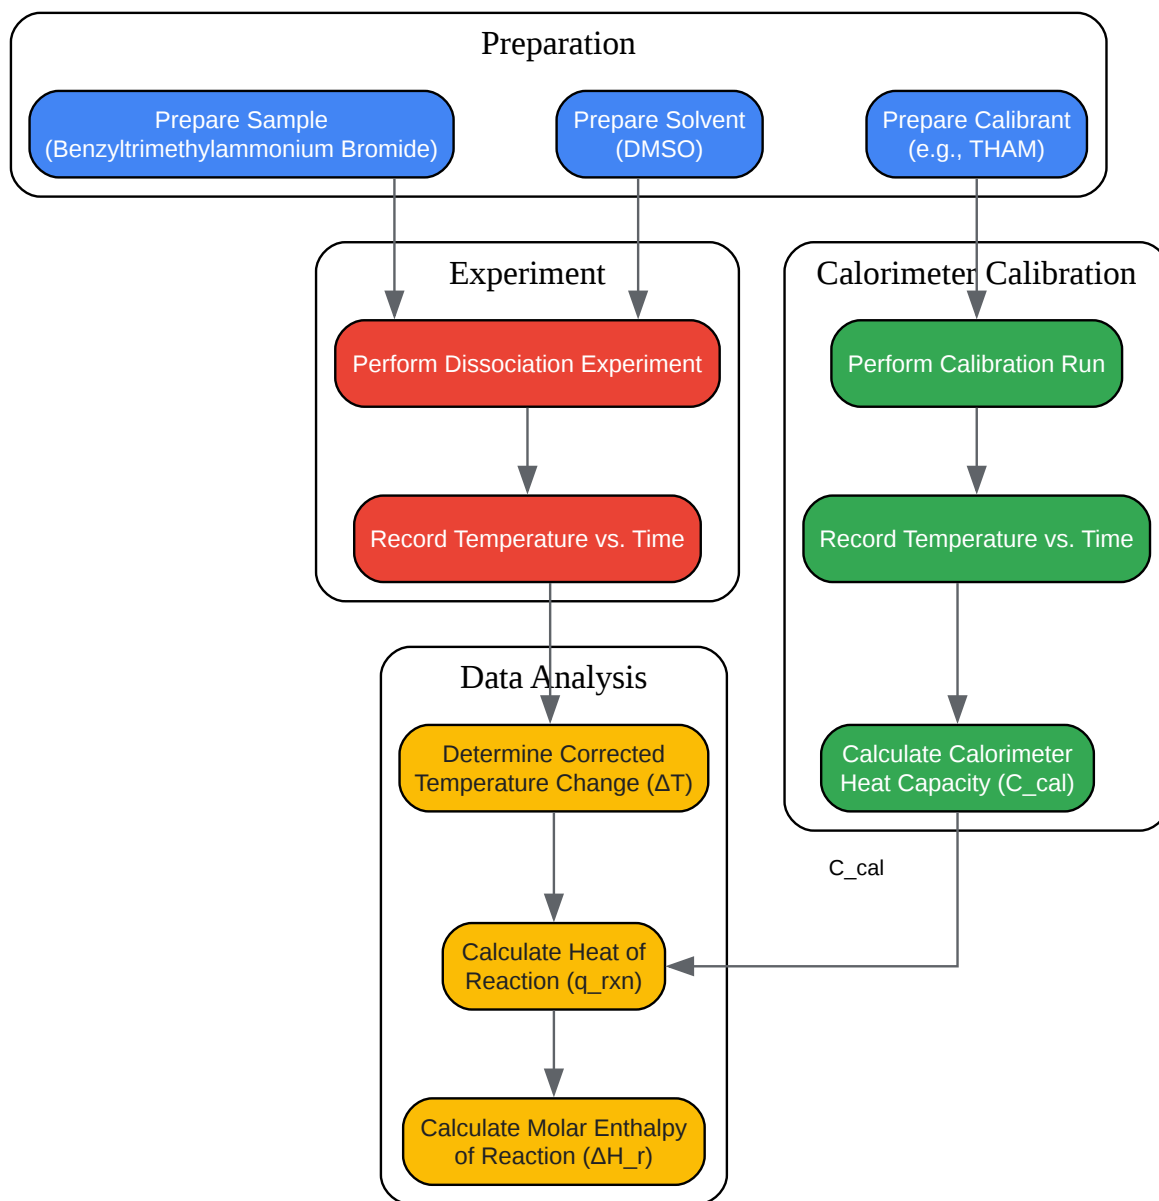 Preparation
Prepare Sample
(Benzyltrimethylammonium Bromide)
Prepare Solvent
(DMSO)
Prepare Calibrant
(e.g., THAM)
Experiment
Perform Dissociation Experiment
Record Temperature vs. Time
Calorimeter Calibration
Perform Calibration Run
Record Temperature vs. Time
Calculate Calorimeter
Heat Capacity (C_cal)
C_cal
Data Analysis
Determine Corrected
Temperature Change (ΔT)
Calculate Heat of
Reaction (q_rxn)
Calculate Molar Enthalpy
of Reaction (ΔH_r)